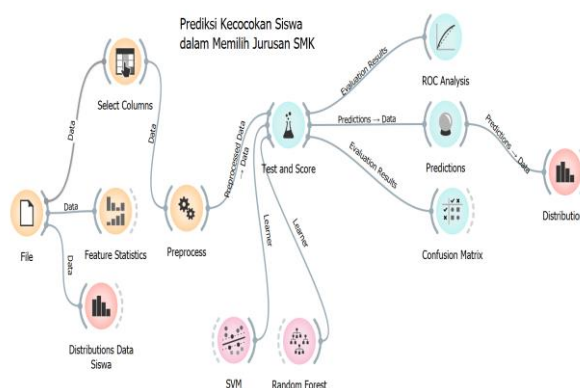 Prediksi Kecocokan Siswa
dalam Memilih Jurusan SMK
Evaluation Results
ROC Analysis
Data
Select Columns
Data
Preprocessed Data
→ Data
Test and Score
Predictions → Data
Predictions
Predictions → Data
Distributio
Evaluation Results
Confusion Matrix
File
Data
Feature Statistics
Preprocess
Data
Distributions Data
Siswa
Learner
Learner
SVM
Random Forest